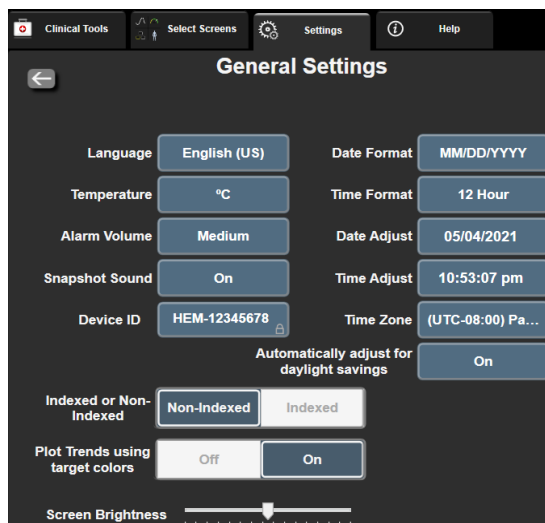 Clinical Tools
Select Screens
Settings
Help
General Settings
Language
English (US)
Date Format
MM/DD/YYYY
Temperature
ºC
Time Format
12 Hour
Alarm Volume
Medium
Date Adjust
05/04/2021
Snapshot Sound
On
Time Adjust
10:53:07 pm
Device ID
HEM-12345678
Time Zone
(UTC-08:00) Pa...
Automatically adjust for
daylight savings
On
Indexed or Non-
Indexed
Non-Indexed
Indexed
Plot Trends using
target colors
Off
On
Screen Brightness